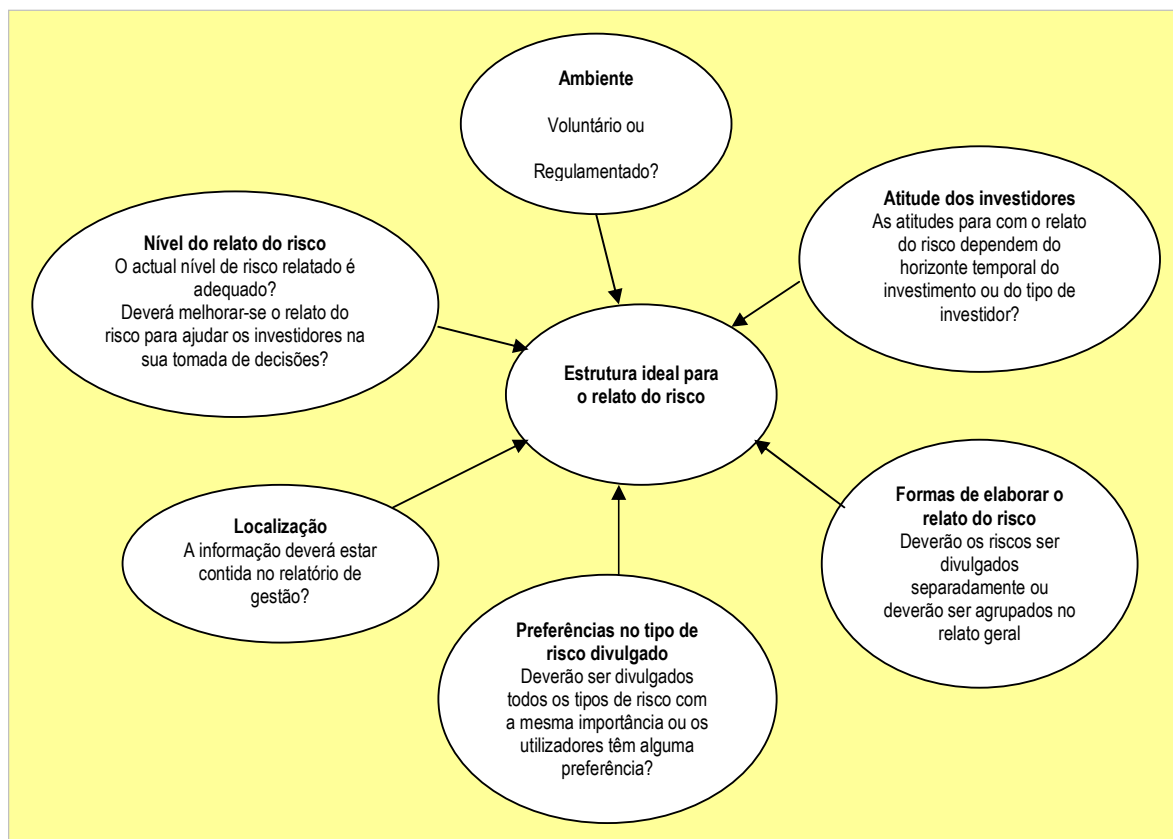 Ambiente
Voluntário ou
Regulamentado?
Atitude dos investidores
As atitudes para com o relato
do risco dependem do
horizonte temporal do
investimento ou do tipo de
investidor?
Nível do relato do risco
O actual nível de risco relatado é
adequado?
Deverá melhorar-se o relato do
risco para ajudar os investidores na
sua tomada de decisões?
Estrutura ideal para
o relato do risco
Formas de elaborar o
relato do risco
Deverão os riscos ser
divulgados
separadamente ou
deverão ser agrupados no
relato geral
Localização
A informação deverá estar
contida no relatório de
gestão?
Preferências no tipo de
risco divulgado
Deverão ser divulgados
todos os tipos de risco com
a mesma importância ou os
utilizadores têm alguma
preferência?